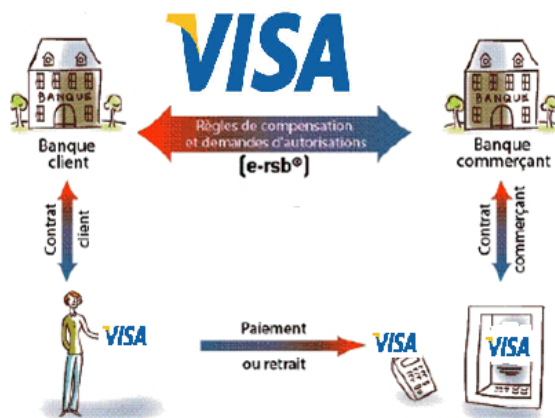 VISA
BANQUE
BANQUE
Banque
client
Règles de compensation
et demandes d'autorisations
(e-rsb®)
Banque
commerçant
Contrat
client
Contrat
commerçant
VISA
Paiement
ou retrait
VISA
VISA